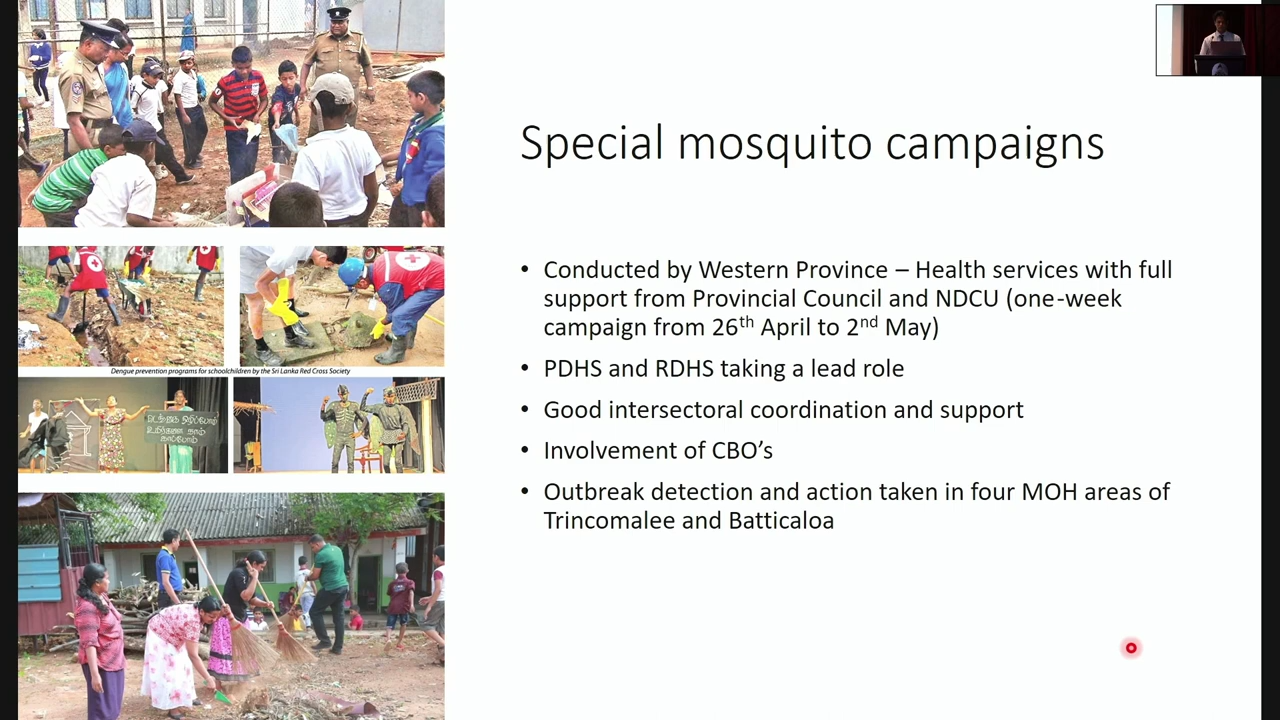 Special mosquito campaigns
• Conducted by Western Province – Health services with full
support from Provincial Council and NDCU (one-week
campaign from 26th April to 2nd May)
• PDHS and RDHS taking a lead role
• Good intersectoral coordination and support
• Involvement of CBO’s
• Outbreak detection and action taken in four MOH areas of
Trincomalee and Batticaloa
Dengue prevention programs for schoolchildren by the Sri Lanka Red Cross Society